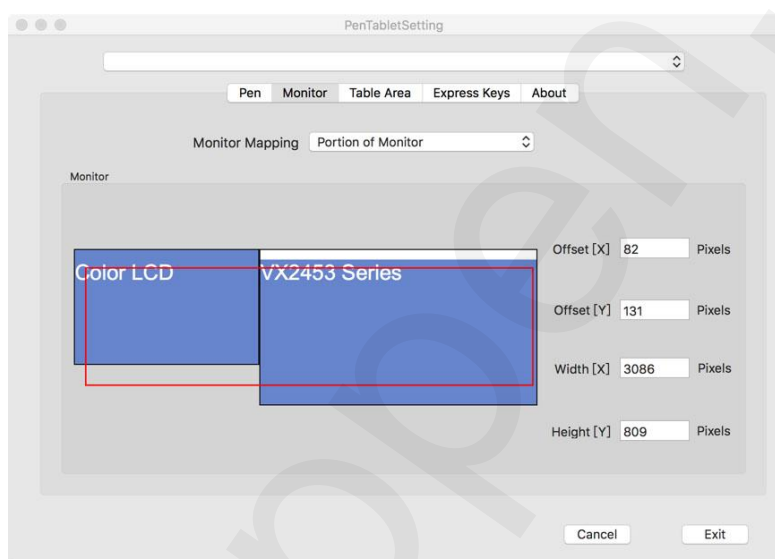 PenTabletSetting
Pen Monitor Table Area Express Keys About
Monitor Mapping Portion of Monitor
Monitor
Color LCD VX2453 Series
Offset [X] 82 Pixels
Offset [Y] 131 Pixels
Width [X] 3086 Pixels
Height [Y] 809 Pixels
Cancel Exit